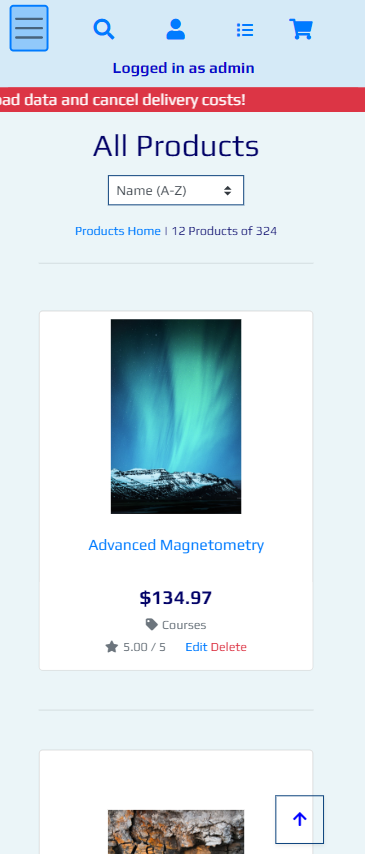 Logged in as admin
data and cancel delivery costs!
All Products
Name (A-Z)
Products Home | 12 Products of 324
Advanced Magnetometry
$134.97
Courses
5.00 / 5 Edit Delete